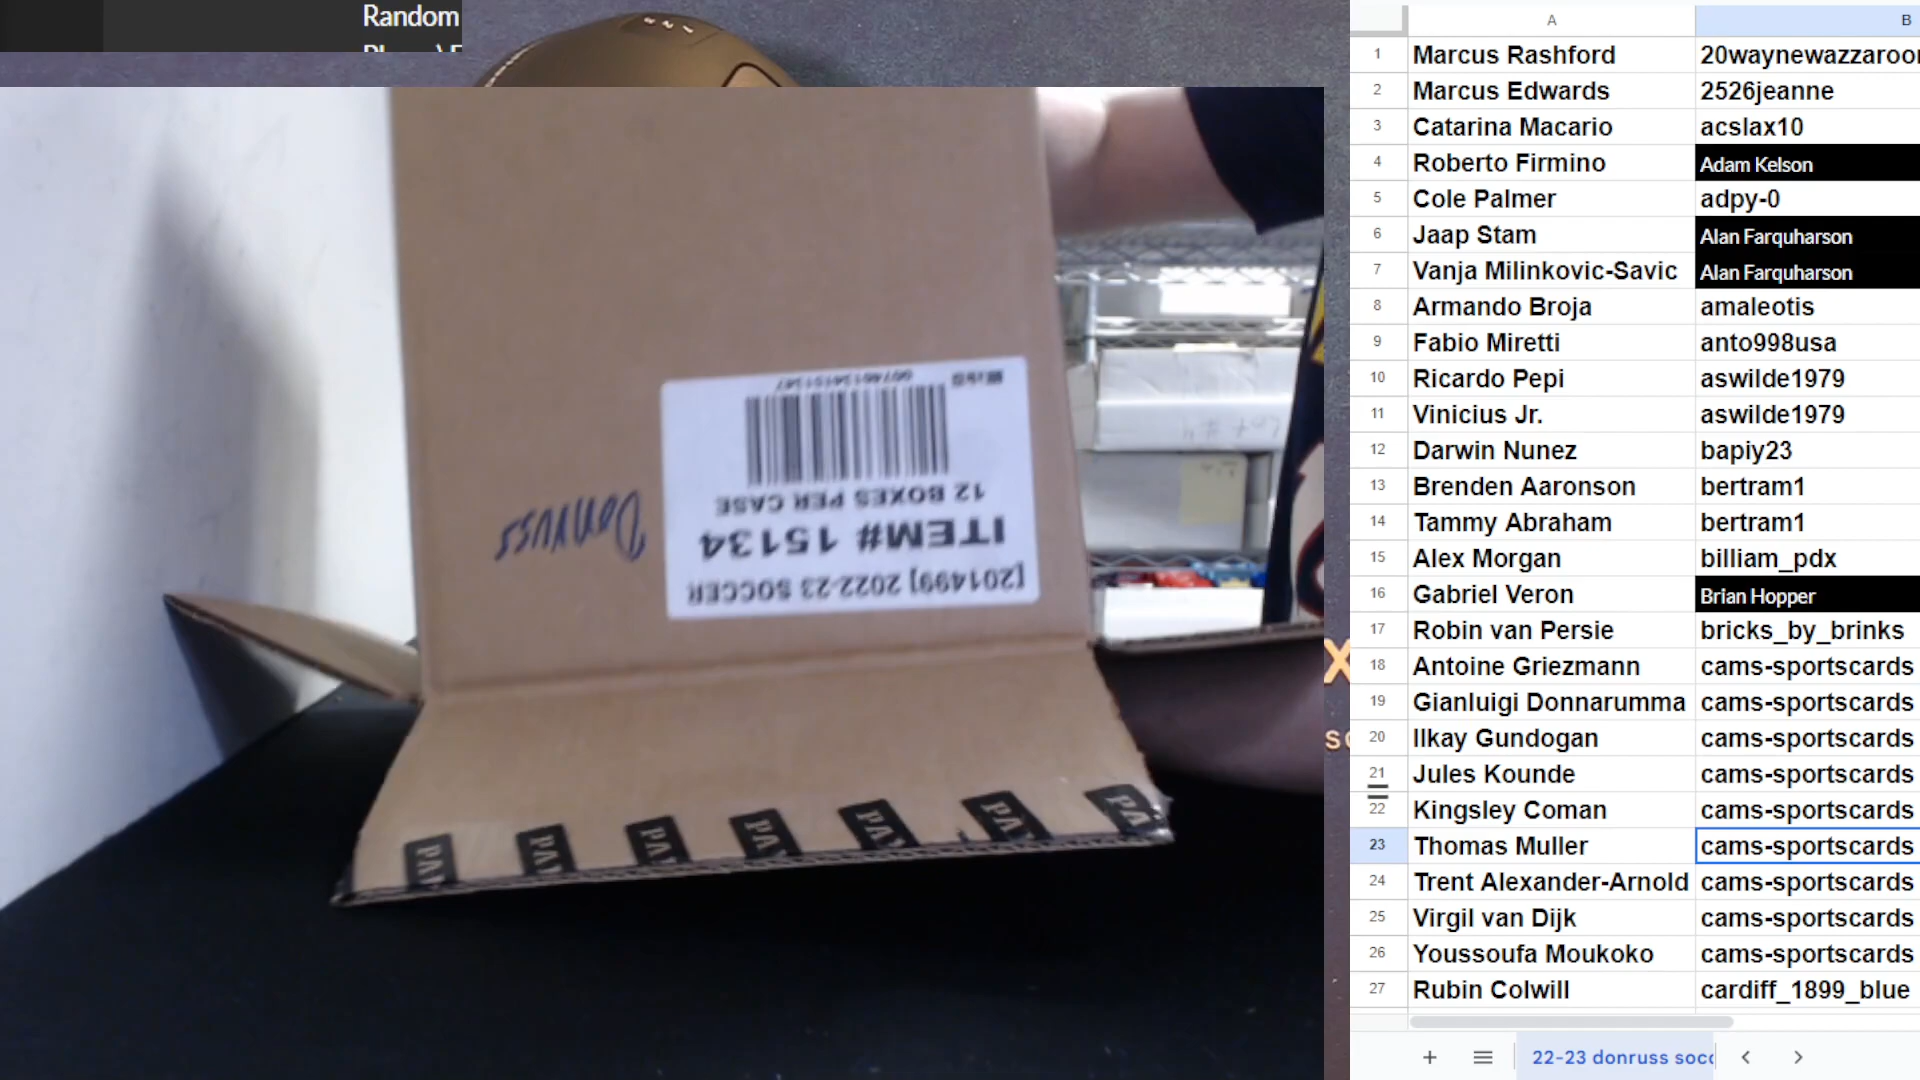 Random
A
B
1 Marcus Rashford 20waynewazzaroo
2 Marcus Edwards 2526jeanne
3 Catarina Macario acslax10
4 Roberto Firmino Adam Kelson
5 Cole Palmer adpy-0
6 Jaap Stam Alan Farquharson
7 Vanja Milinkovic-Savic Alan Farquharson
8 Armando Broja amaleotis
9 Fabio Miretti anto998usa
10 Ricardo Pepi aswilde1979
11 Vinicius Jr. aswilde1979
12 Darwin Nunez bapiy23
13 Brenden Aaronson bertram1
14 Tammy Abraham bertram1
15 Alex Morgan billiam_pdx
16 Gabriel Veron Brian Hopper
17 Robin van Persie bricks_by_brinks
18 Antoine Griezmann cams-sportscards
19 Gianluigi Donnarumma cams-sportscards
20 Ilkay Gundogan cams-sportscards
21 Jules Kounde cams-sportscards
22 Kingsley Coman cams-sportscards
23 Thomas Muller cams-sportscards
24 Trent Alexander-Arnold cams-sportscards
25 Virgil van Dijk cams-sportscards
26 Youssoufa Moukoko cams-sportscards
27 Rubin Colwill cardiff_1899_blue
22-23 donruss socc
[201499] 2022-23 SOCCER
ITEM# 15134
12 BOXES PER CASE
Donruss
PA
PA
PA
PA
PA
PA
PA